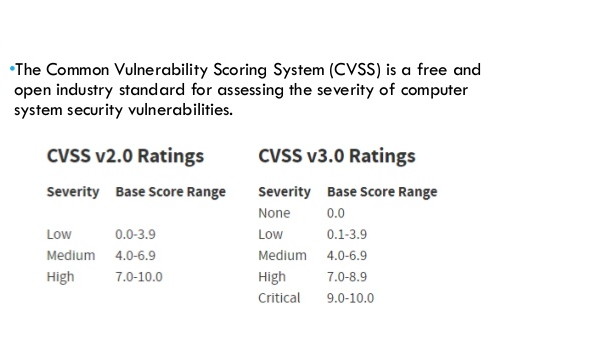 •The Common Vulnerability Scoring System (CVSS) is a free and
open industry standard for assessing the severity of computer
system security vulnerabilities.
CVSS v2.0 Ratings
Severity Base Score Range
Low 0.0-3.9
Medium 4.0-6.9
High 7.0-10.0
CVSS v3.0 Ratings
Severity Base Score Range
None 0.0
Low 0.1-3.9
Medium 4.0-6.9
High 7.0-8.9
Critical 9.0-10.0